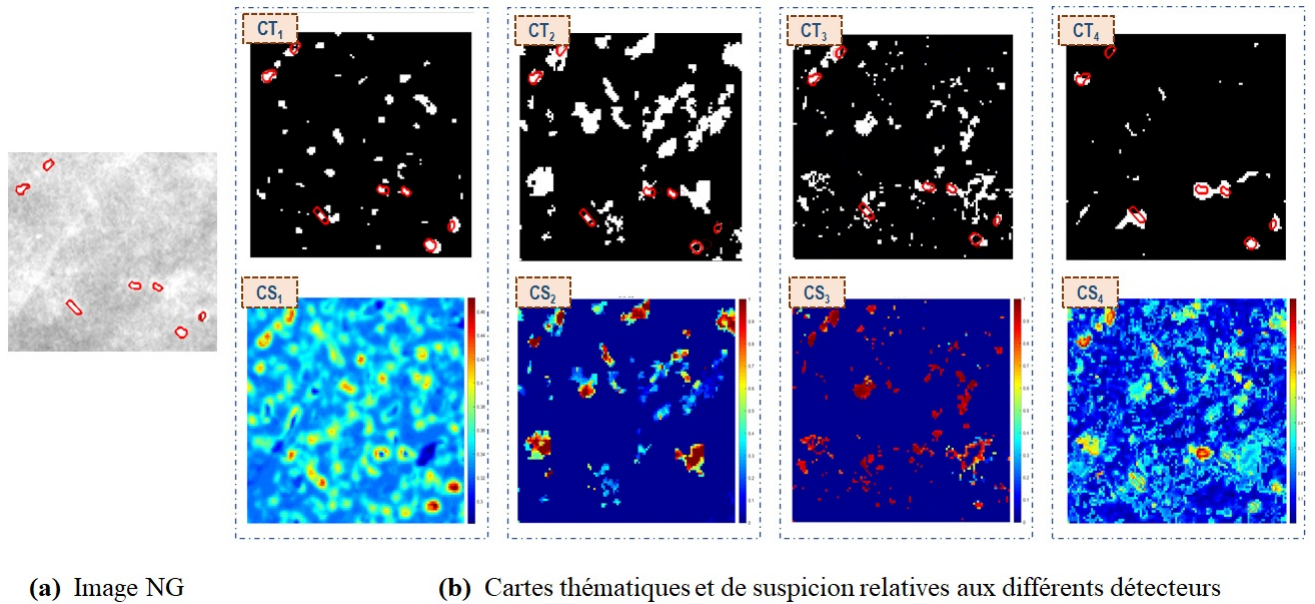 CT1
CT2
CT3
CT4
CS1
CS2
CS3
CS4
(a) Image NG
(b) Cartes thématiques et de suspicion relatives aux différents détecteurs